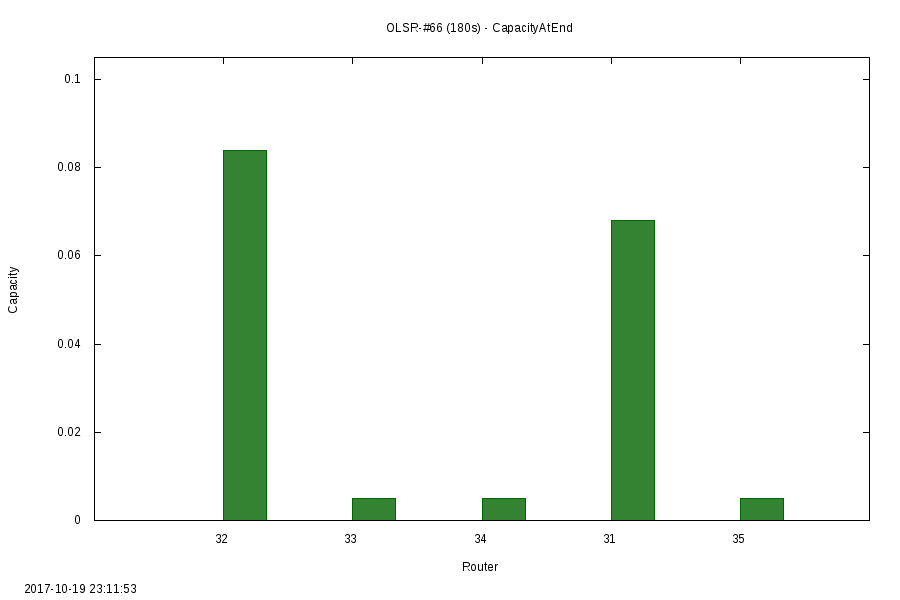 OLSR-#66 (180s) - CapacityAtEnd
0.1
0.08
0.06
0.04
0.02
0
Capacity
32 33 34 31 35
Router
2017-10-19 23:11:53